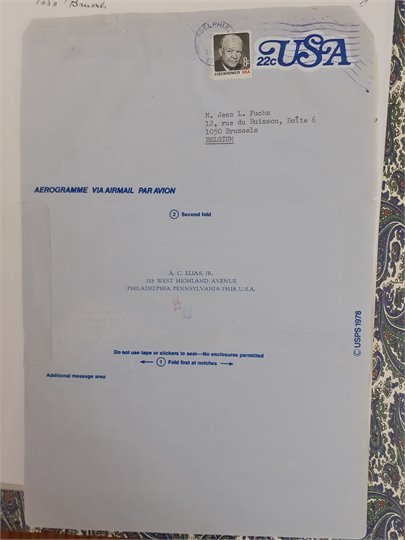 1050 Brussels
PHILADELPHIA
8c
EISENHOWER USA
22c USA
M. Jean L. Fuchs
12, rue du Buisson, Boîte 6
1050 Brussels
BELGIUM
AEROGRAMME VIA AIRMAIL PAR AVION
2 Second fold
A. C. ELIAS, JR.
318 WEST HIGHLAND AVENUE
PHILADELPHIA, PENNSYLVANIA 19118, U.S.A.
© USPS 1978
Do not use tape or stickers to seal—No enclosures permitted
1 Fold first at notches
Additional message area